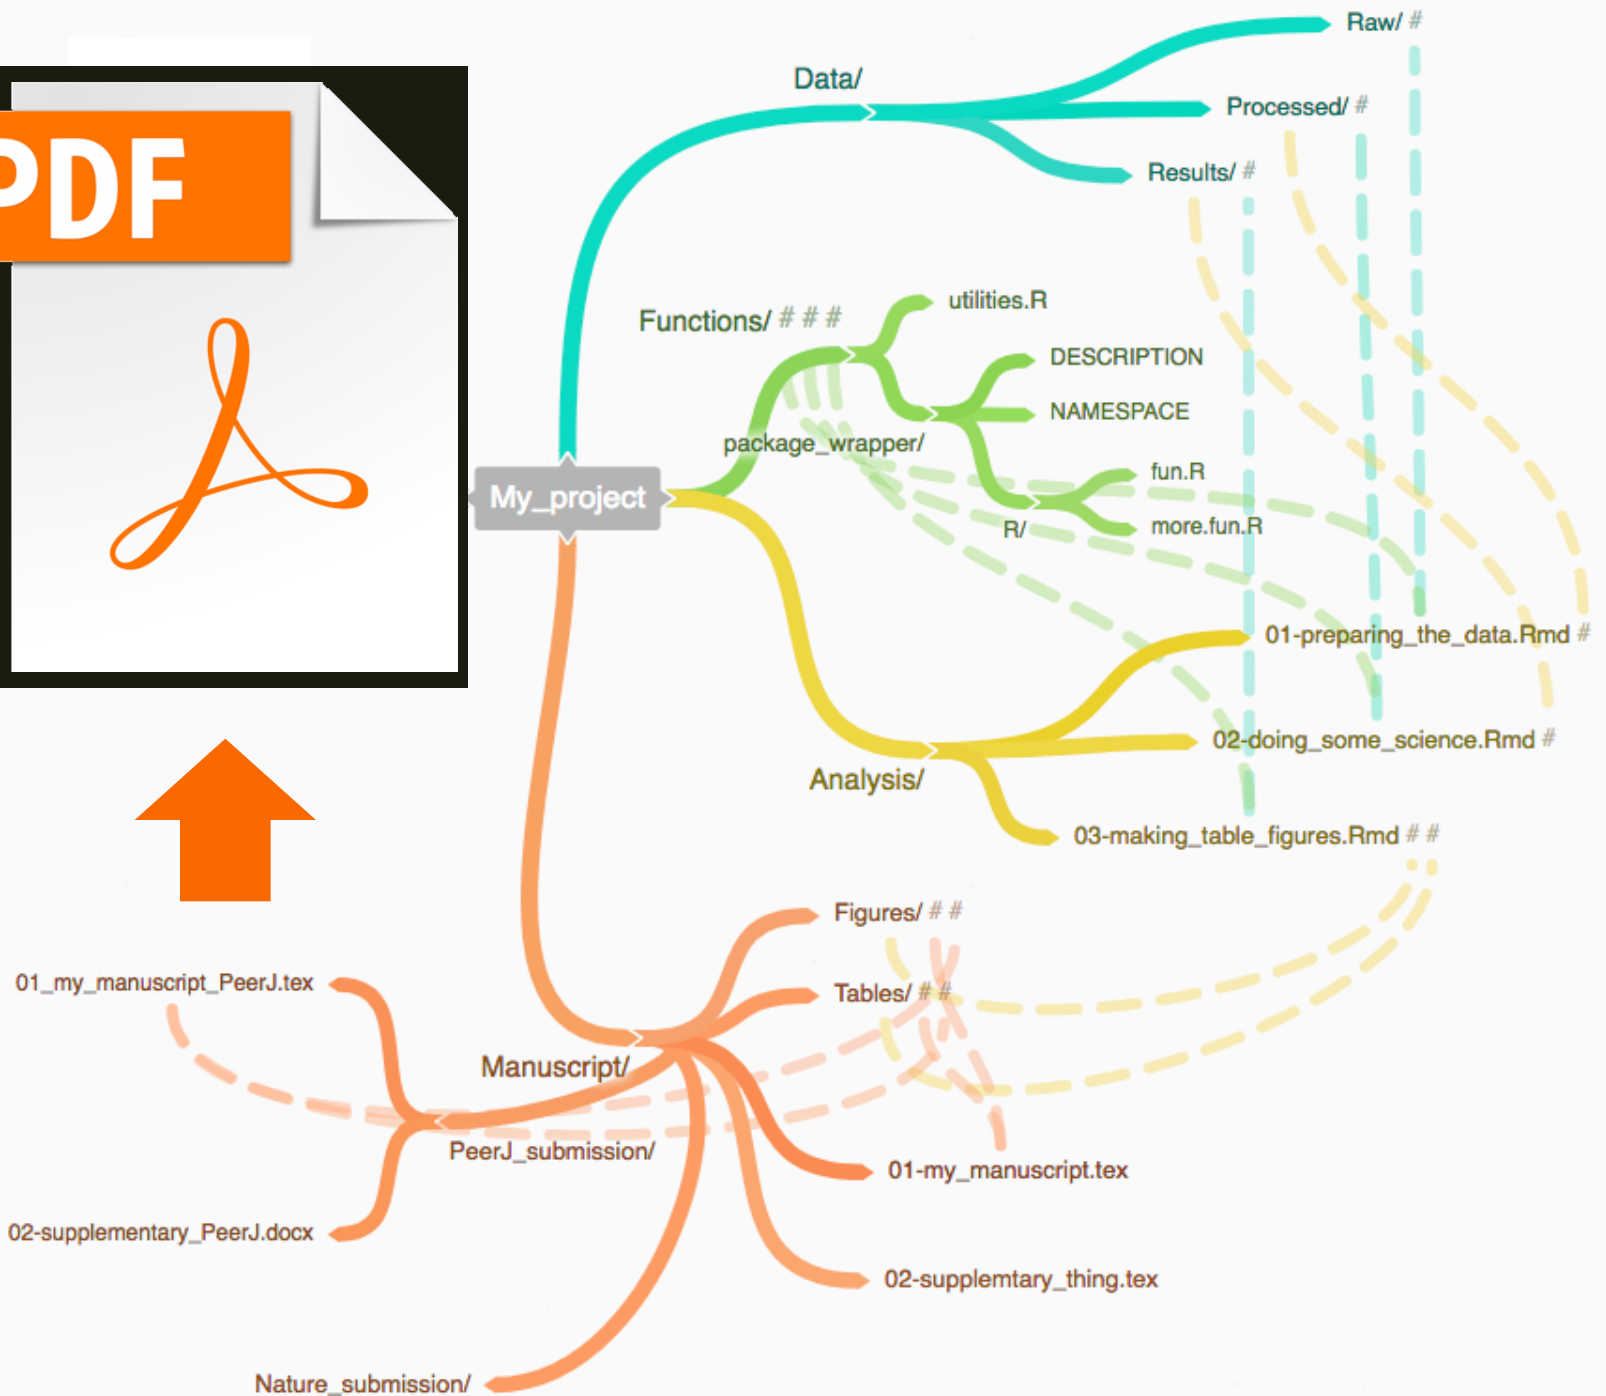 Raw/ #
Data/
Processed/ #
PDF
Results/ #
utilities.R
Functions/ # # #
DESCRIPTION
NAMESPACE
package_wrapper/
fun.R
My_project
more.fun.R
R/
01-preparing_the_data.Rmd #
02-doing_some_science.Rmd #
Analysis/
03-making_table_figures.Rmd # #
Figures/ # #
01_my_manuscript_PeerJ.tex
Tables/ # #
Manuscript/
PeerJ_submission/
01-my_manuscript.tex
02-supplementary_PeerJ.docx
02-supplemtary_thing.tex
Nature_submission/